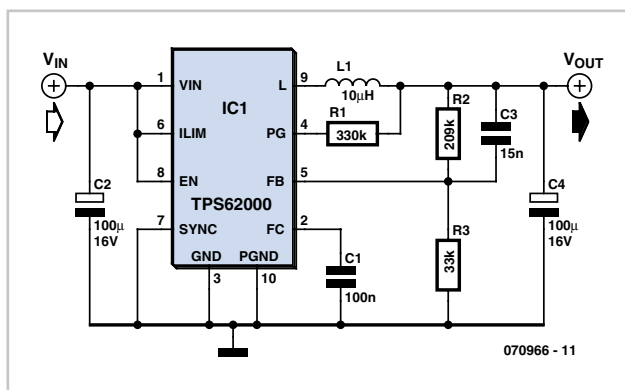 VIN
VOUT
1
VIN
L
9
L1
10µH
IC1
R1
330k
R2
209k
C3
15n
6
ILIM
PG
4
8
EN
FB
5
TPS62000
C2
100µ
16V
7
SYNC
FC
2
C1
100n
R3
33k
C4
100µ
16V
GND
PGND
3
10
070966 - 11